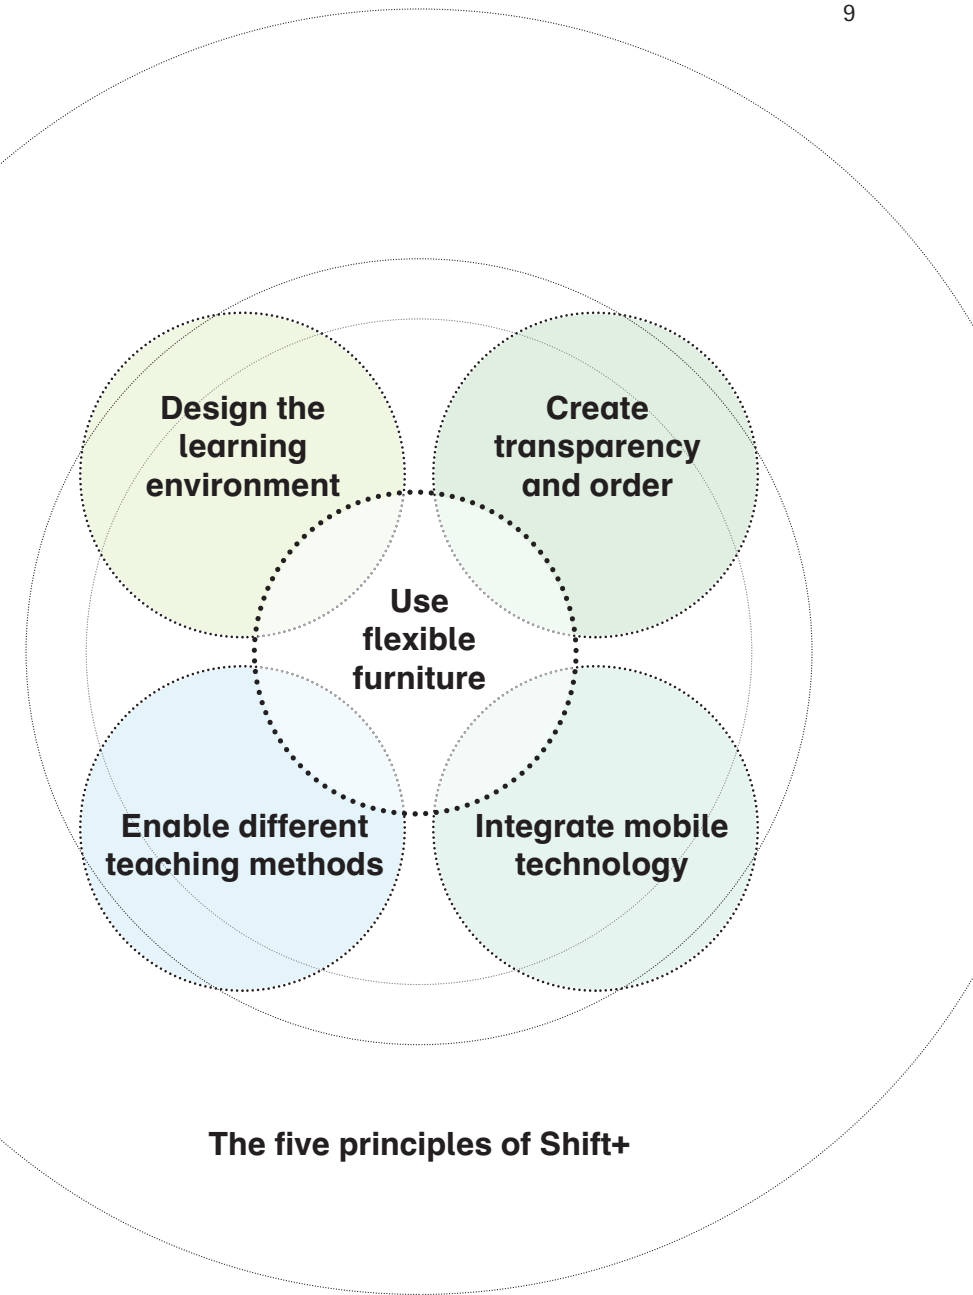 9
Design the
learning
environment
Create
transparency
and order
Use
flexible
furniture
Enable different
teaching methods
Integrate mobile
technology
The five principles of Shift+